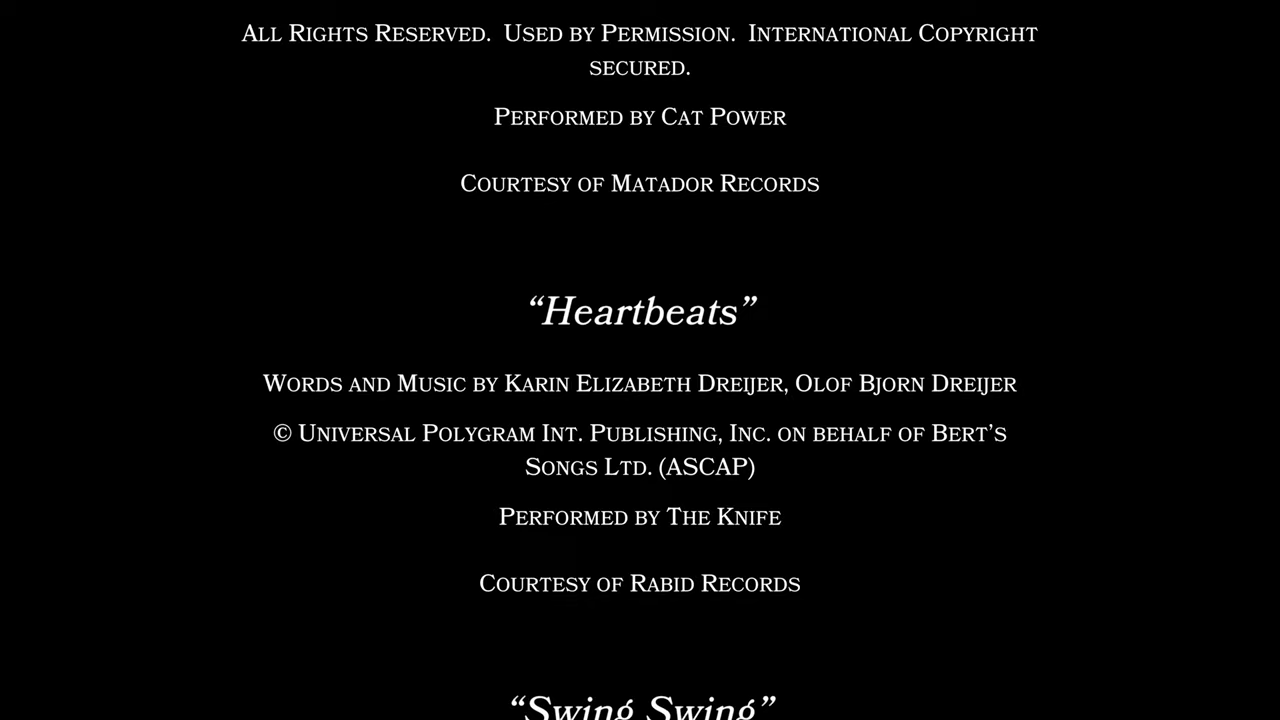 All Rights Reserved.  Used by Permission.  International Copyright
secured.
Performed by Cat Power
Courtesy of Matador Records
“Heartbeats”
Words and Music by Karin Elizabeth Dreijer, Olof Bjorn Dreijer
© Universal Polygram Int. Publishing, Inc. on behalf of Bert’s
Songs Ltd. (ASCAP)
Performed by The Knife
Courtesy of Rabid Records
“Swing Swing”